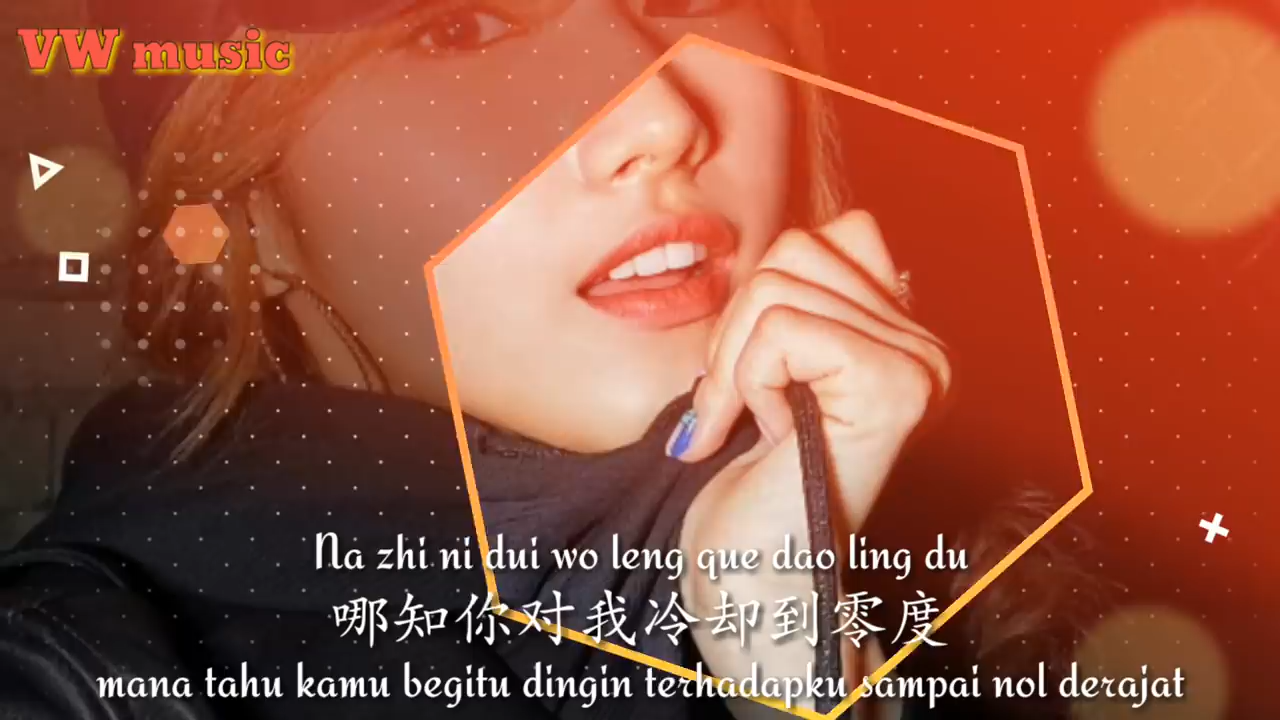 VW music
Na zhi ni dui wo leng que dao ling du
哪知你对我冷却到零度
mana tahu kamu begitu dingin terhadapku sampai nol derajat